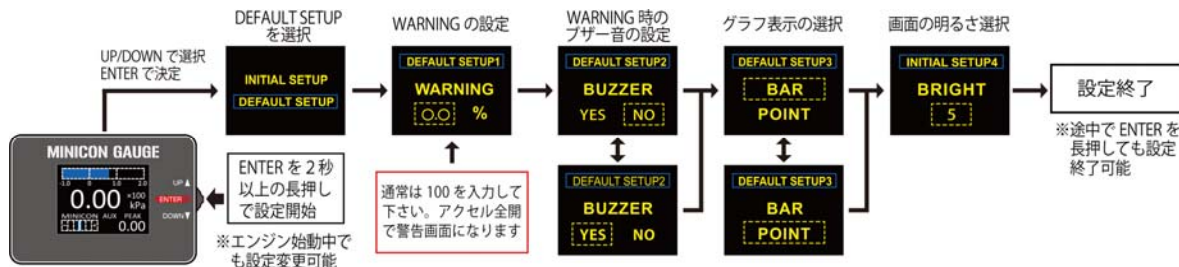 DEFAULT SETUP
を選択
WARNING の設定
WARNING 時の
ブザー音の設定
グラフ表示の選択
画面の明るさ選択
UP/DOWN で選択
ENTER で決定
INITIAL SETUP
DEFAULT SETUP
DEFAULT SETUP1
WARNING
○.○ %
DEFAULT SETUP2
BUZZER
YES NO
DEFAULT SETUP3
BAR
POINT
INITIAL SETUP4
BRIGHT
5
設定終了
※途中で ENTER を
長押しても設定
終了可能
MINICON GAUGE
-1.0 0 1.0 2.0
0.00 ×100
kPa
MINICON AUX PEAK
0.00
UP▲
ENTER
DOWN▼
ENTER を 2 秒
以上の長押し
で設定開始
※エンジン始動中で
も設定変更可能
通常は 100 を入力して
下さい。アクセル全開
で警告画面になります
DEFAULT SETUP2
BUZZER
YES NO
DEFAULT SETUP3
BAR
POINT